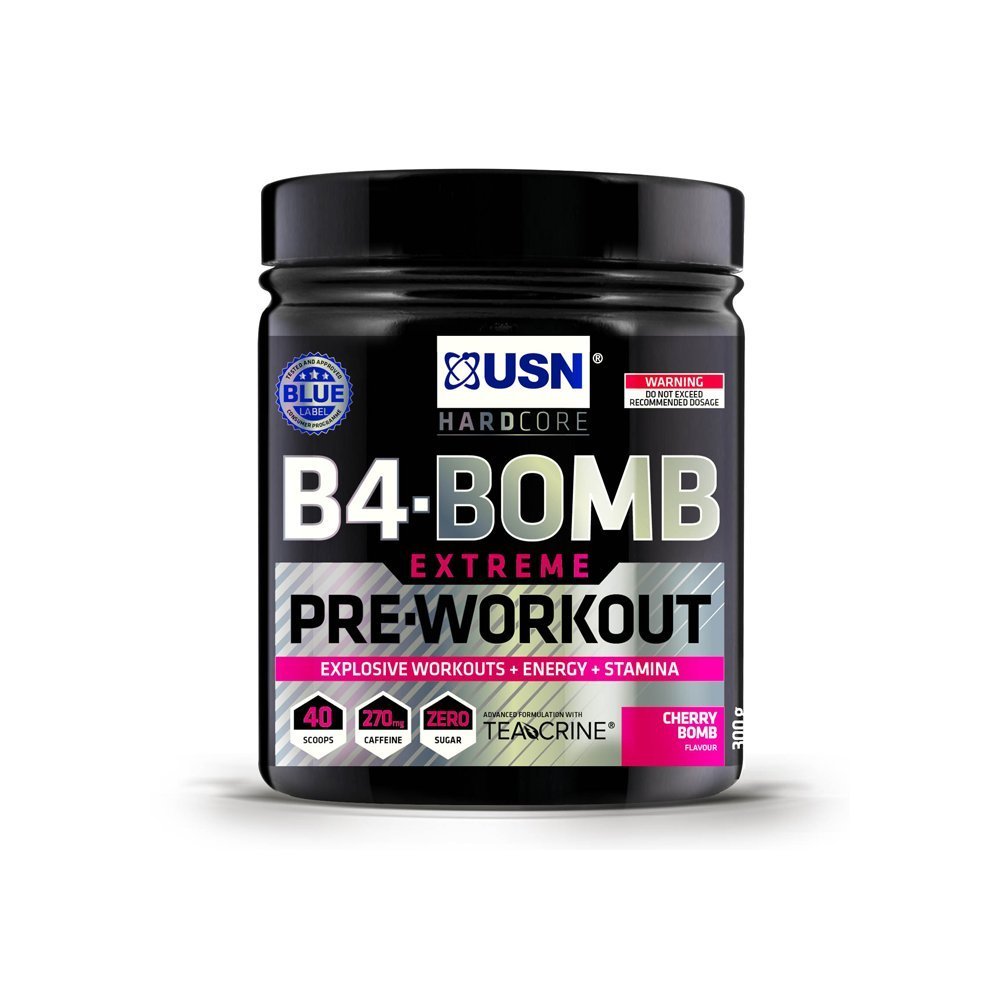 TESTED AND APPROVED
BLUE
LABEL
CONSUMER PROGRAMME
USN®
HARDCORE
WARNING
DO NOT EXCEED
RECOMMENDED DOSAGE
B4·BOMB
EXTREME
PRE·WORKOUT
EXPLOSIVE WORKOUTS + ENERGY + STAMINA
40
SCOOPS
270mg
CAFFEINE
ZERO
SUGAR
ADVANCED FORMULATION WITH
TEACRINE®
CHERRY
BOMB
FLAVOUR
300 g